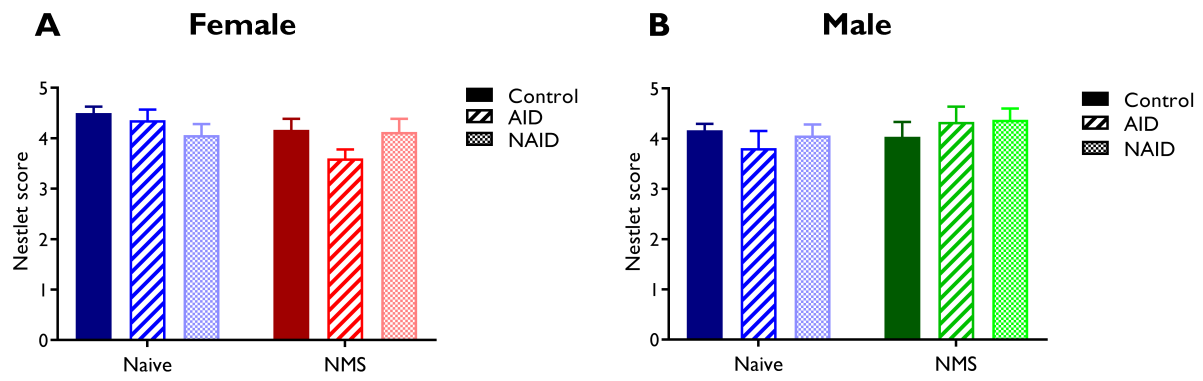 A
Female
Nestlet score
5
4
3
2
1
0
Naive
NMS
Control
AID
NAID
B
Male
Nestlet score
5
4
3
2
1
0
Naive
NMS
Control
AID
NAID